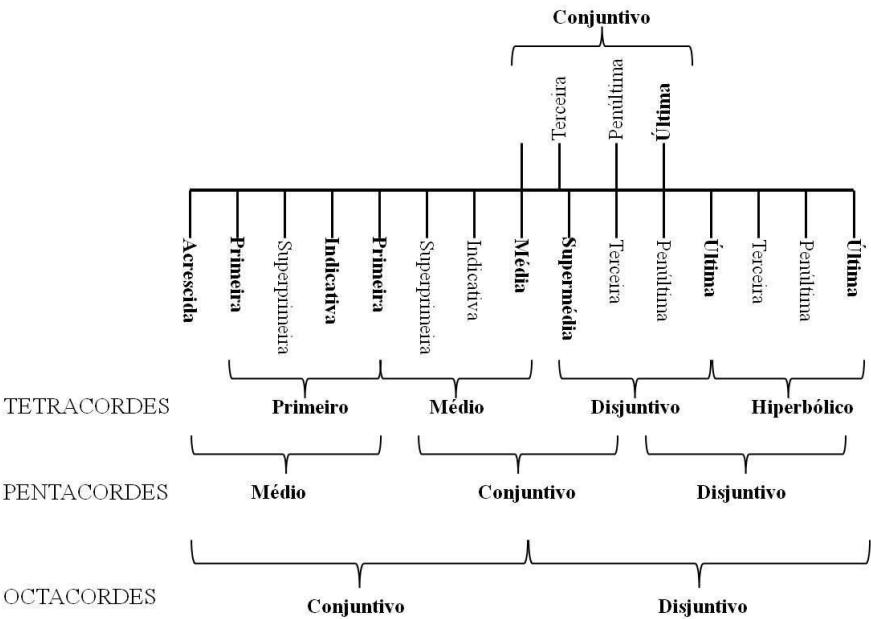 Conjuntivo
Terceira
Penúltima
Última
Acrescida
Primeira
Superprimeira
Indicativa
Primeira
Superprimeira
Indicativa
Média
Supermédia
Terceira
Penúltima
Última
Terceira
Penúltima
Última
TETRACORDES Primeiro Médio Disjuntivo Hiperbólico
PENTACORDES Médio Conjuntivo Disjuntivo
OCTACORDES Conjuntivo Disjuntivo